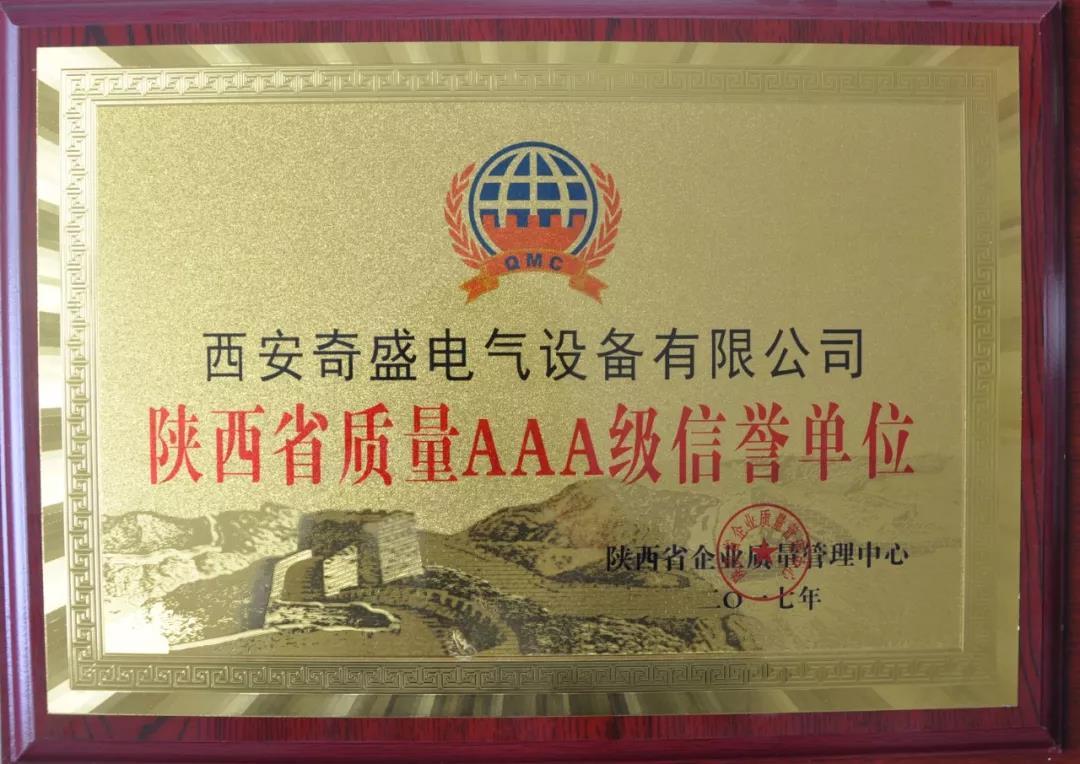 QMC
西安奇盛电气设备有限公司
陕西省质量AAA级信誉单位
陕西省企业质量管理中心
二〇一七年